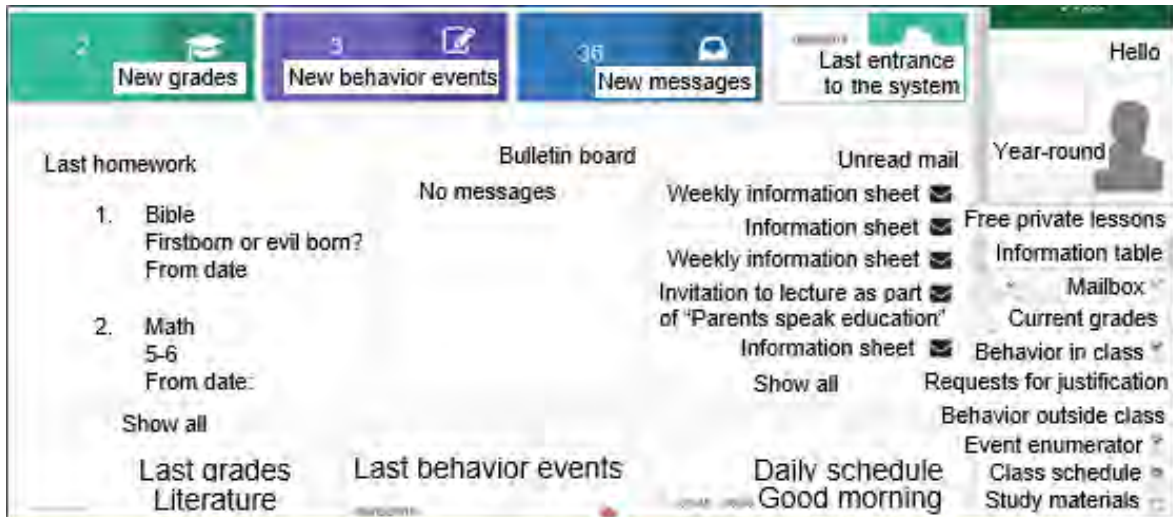 2
New grades
3
New behavior events
36
New messages
Last entrance
to the system
Hello
Year-round
Last homework
1. Bible
Firstborn or evil born?
From date
2. Math
5-6
From date:
Show all
Bulletin board
No messages
Unread mail
Weekly information sheet
Information sheet
Weekly information sheet
Invitation to lecture as part
of "Parents speak education"
Information sheet
Show all
Free private lessons
Information table
Mailbox
Current grades
Behavior in class
Requests for justification
Behavior outside class
Event enumerator
Class schedule
Study materials
Last grades
Literature
Last behavior events
Daily schedule
Good morning